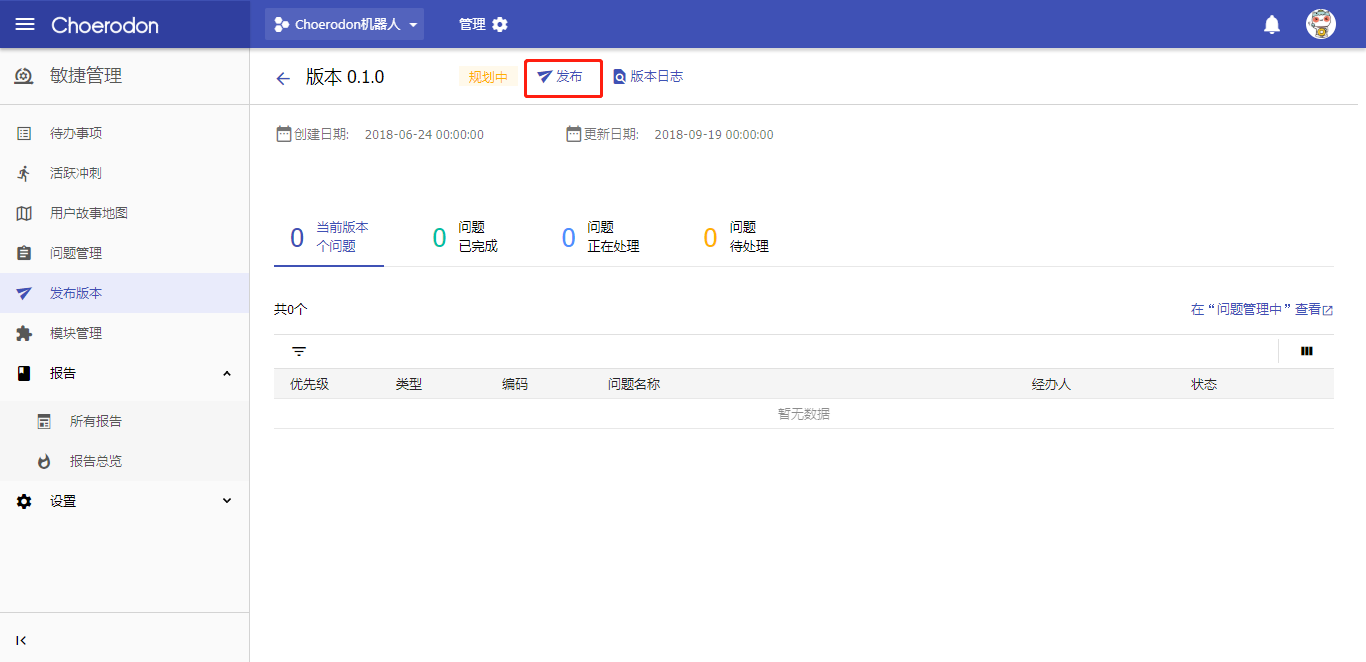 Choerodon
Choerodon机器人
管理
敏捷管理
待办事项
活跃冲刺
用户故事地图
问题管理
发布版本
模块管理
报告
所有报告
报告总览
设置
版本 0.1.0
规划中
发布
版本日志
创建日期: 2018-06-24 00:00:00
更新日期: 2018-09-19 00:00:00
0 当前版本
个问题
0 问题
已完成
0 问题
正在处理
0 问题
待处理
共0个
在“问题管理中”查看
优先级 类型 编码 问题名称 经办人 状态
暂无数据